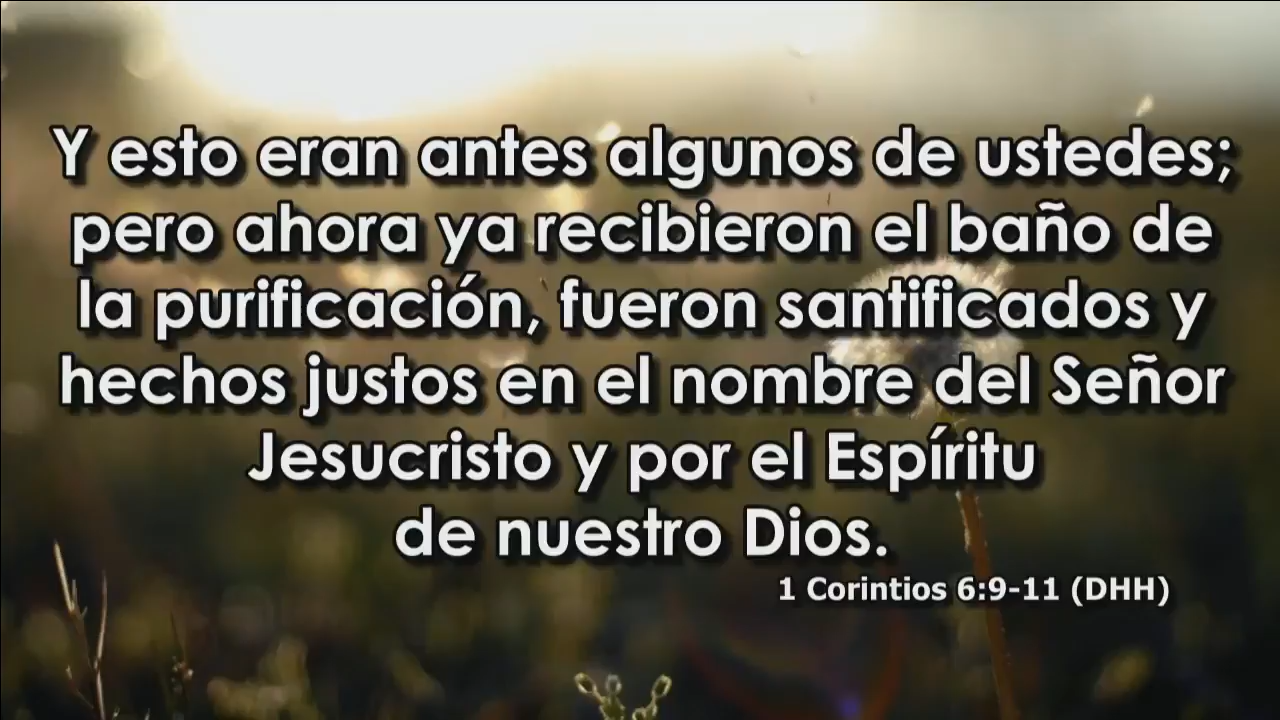 Y esto eran antes algunos de ustedes;
pero ahora ya recibieron el baño de
la purificación, fueron santificados y
hechos justos en el nombre del Señor
Jesucristo y por el Espíritu
de nuestro Dios.
1 Corintios 6:9-11 (DHH)